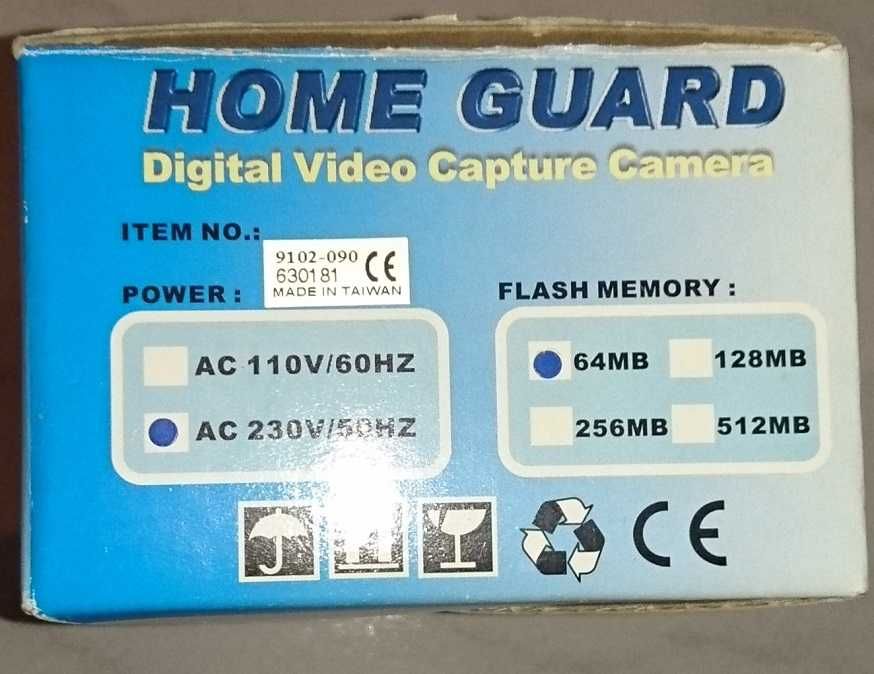 HOME GUARD
Digital Video Capture Camera
ITEM NO.:
9102-090
630181 CE
MADE IN TAIWAN
POWER :
AC 110V/60HZ
AC 230V/50HZ
FLASH MEMORY :
64MB 128MB
256MB 512MB
CE